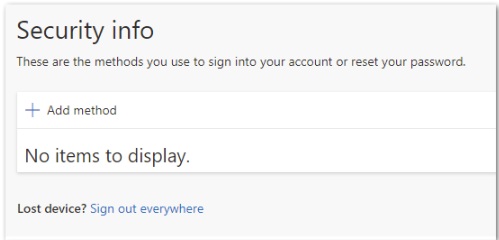 Security info
These are the methods you use to sign into your account or reset your password.
Add method
No items to display.
Lost device? Sign out everywhere